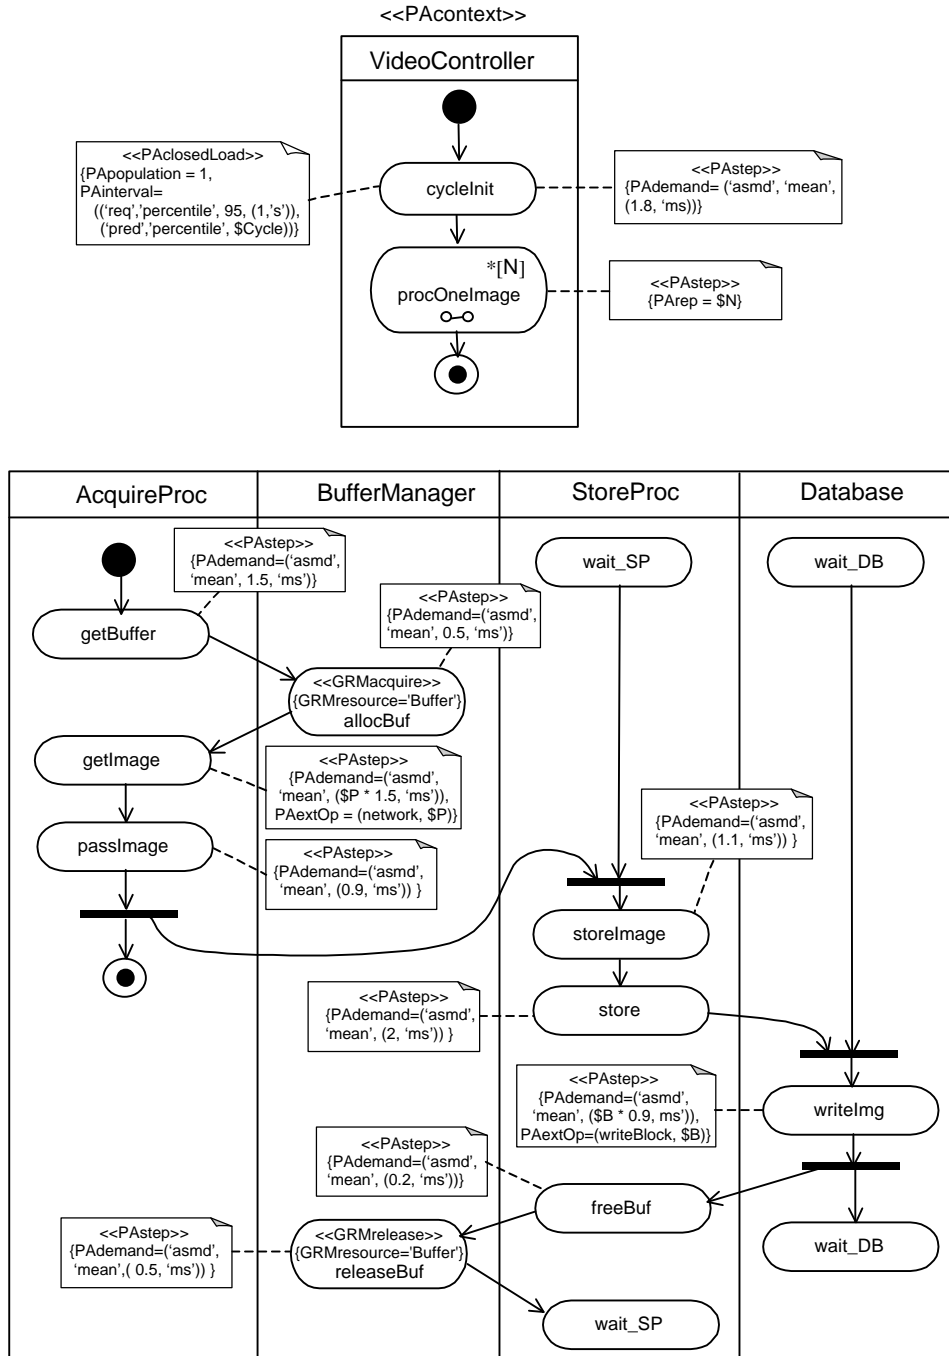 <<PAcontext>>
VideoController
<<PAclosedLoad>>
{PApopulation = 1,
PAinterval=
((‘req’,’percentile’, 95, (1,’s’)),
(‘pred’,’percentile’, $Cycle))}
cycleInit
<<PAstep>>
{PAdemand= (‘asmd’, ‘mean’,
(1.8, ‘ms’))}
*[N]
procOneImage
<<PAstep>>
{PArep = $N}
AcquireProc
BufferManager
StoreProc
Database
<<PAstep>>
{PAdemand=(‘asmd’,
‘mean’, 1.5, ‘ms’)}
wait_SP
wait_DB
getBuffer
<<PAstep>>
{PAdemand=(‘asmd’,
‘mean’, 0.5, ‘ms’)}
<<GRMacquire>>
{GRMresource='Buffer'}
allocBuf
getImage
<<PAstep>>
{PAdemand=(‘asmd’,
‘mean’, ($P * 1.5, ‘ms’)),
PAextOp = (network, $P)}
<<PAstep>>
{PAdemand=(‘asmd’,
‘mean’, (1.1, ‘ms’)) }
passImage
<<PAstep>>
{PAdemand=(‘asmd’,
‘mean’, (0.9, ‘ms’)) }
storeImage
<<PAstep>>
{PAdemand=(‘asmd’,
‘mean’, (2, ‘ms’)) }
store
<<PAstep>>
{PAdemand=(‘asmd’,
‘mean’, ($B * 0.9, ms’)),
PAextOp=(writeBlock, $B)}
writeImg
<<PAstep>>
{PAdemand=(‘asmd’,
‘mean’, (0.2, ‘ms’))}
freeBuf
<<PAstep>>
{PAdemand=(‘asmd’,
‘mean’,( 0.5, ‘ms’)) }
<<GRMrelease>>
{GRMresource='Buffer'}
releaseBuf
wait_DB
wait_SP